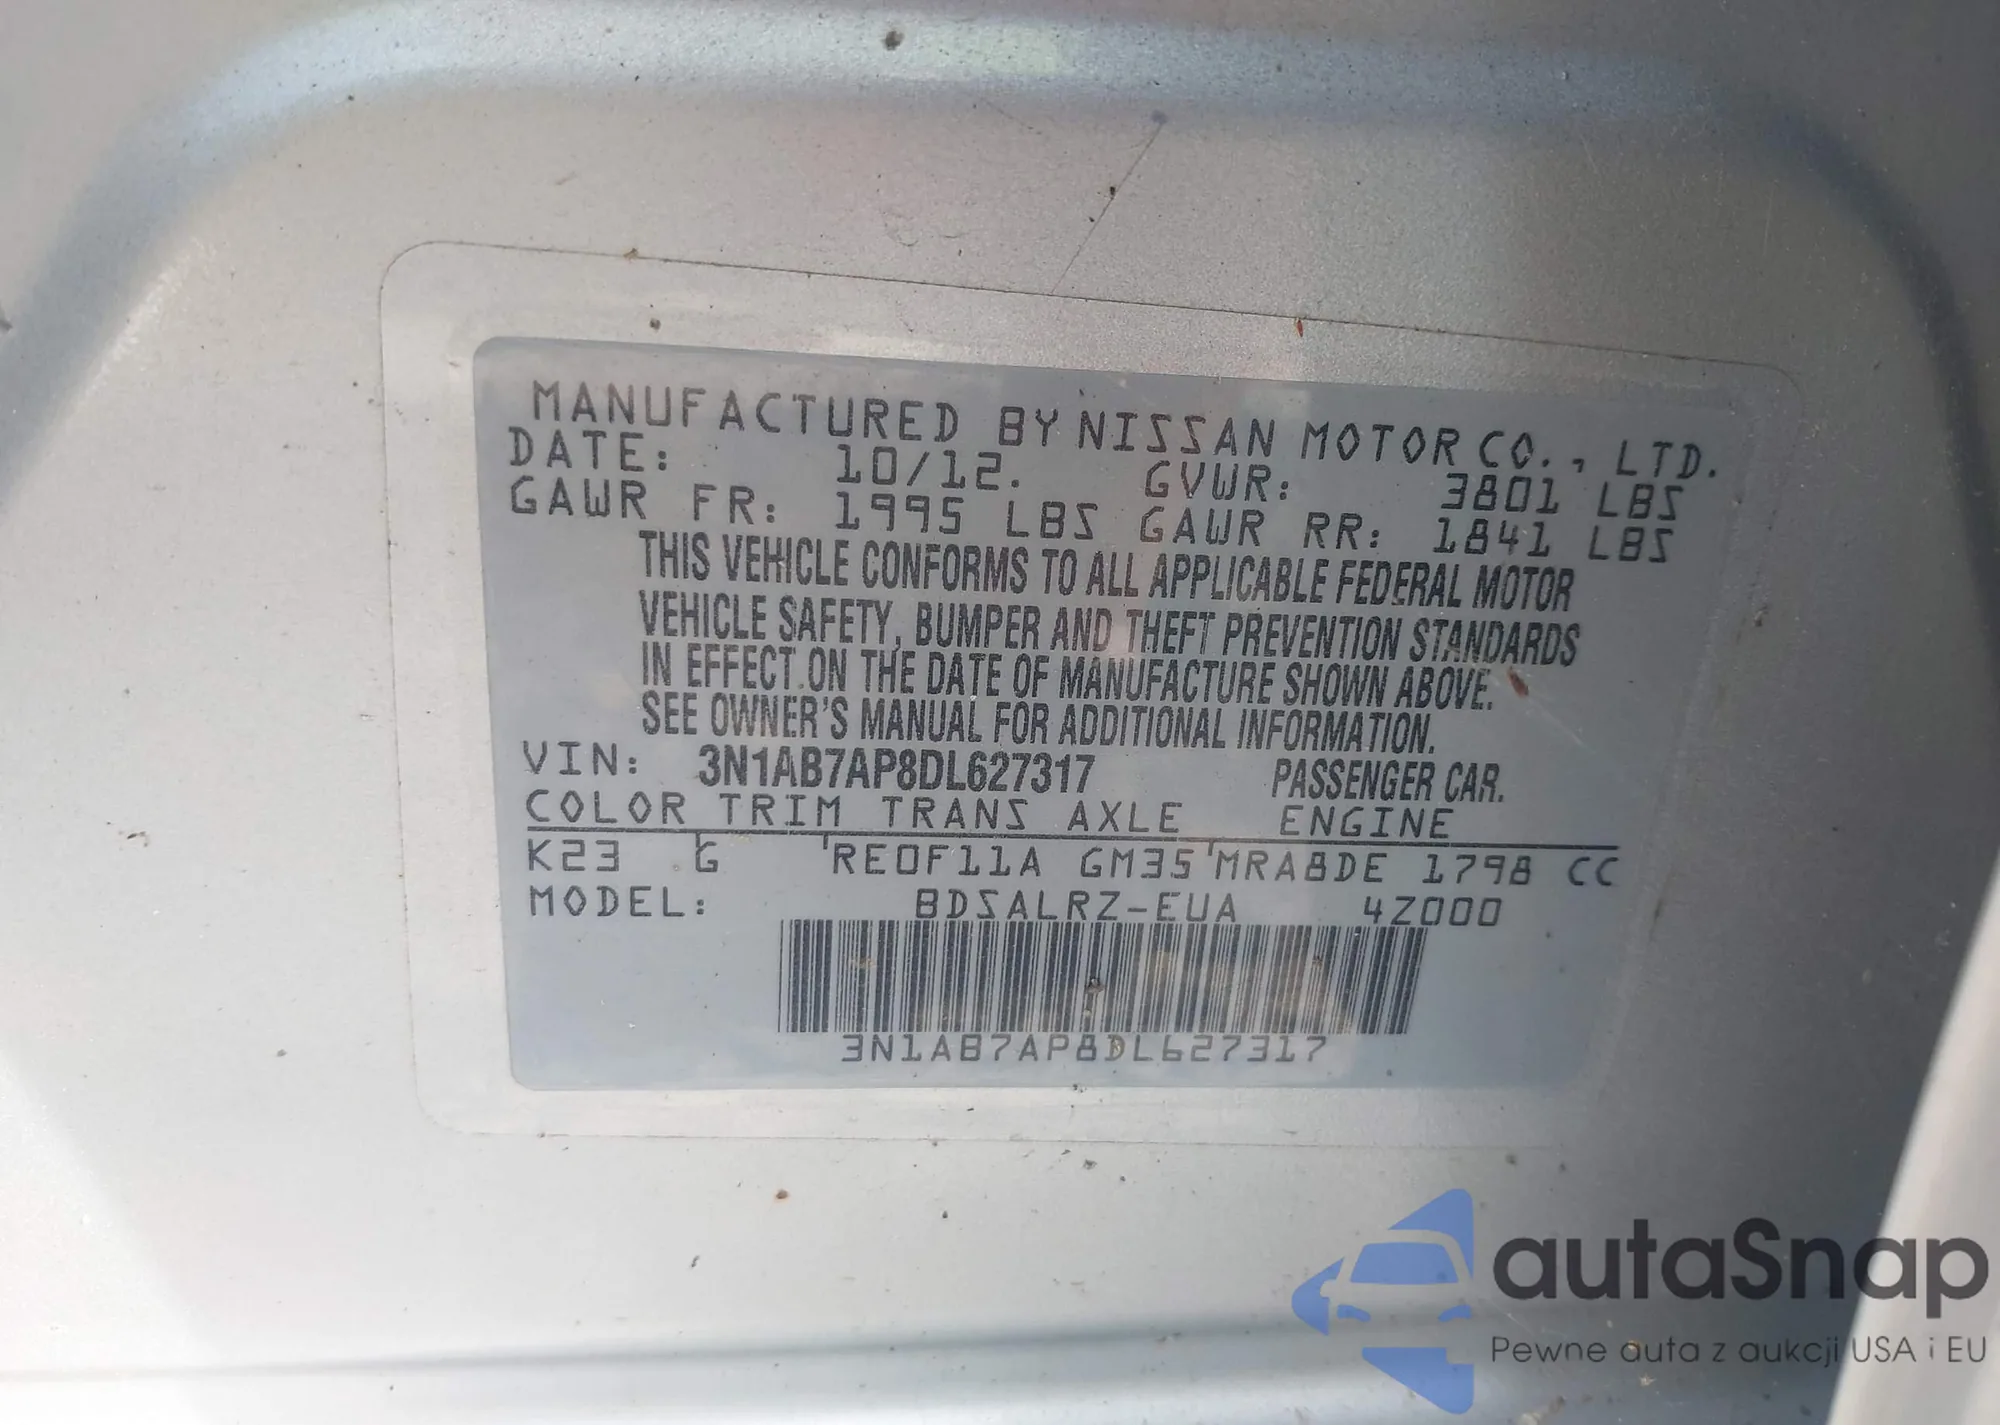 MANUFACTURED BY NISSAN MOTOR CO., LTD.
DATE: 10/12. GVWR: 3801 LBS
GAWR FR: 1995 LBS GAWR RR: 1841 LBS
THIS VEHICLE CONFORMS TO ALL APPLICABLE FEDERAL MOTOR
VEHICLE SAFETY, BUMPER AND THEFT PREVENTION STANDARDS
IN EFFECT ON THE DATE OF MANUFACTURE SHOWN ABOVE.
SEE OWNER'S MANUAL FOR ADDITIONAL INFORMATION.
VIN: 3N1AB7AP8DL627317 PASSENGER CAR.
COLOR TRIM TRANS AXLE ENGINE
K23 G RE0F11A GM35 MRA8DE 1798 CC
MODEL: BDSALRZ-EUA 4Z000
3N1AB7AP8DL627317
autaSnap
Pewne auta z aukcji USA i EU